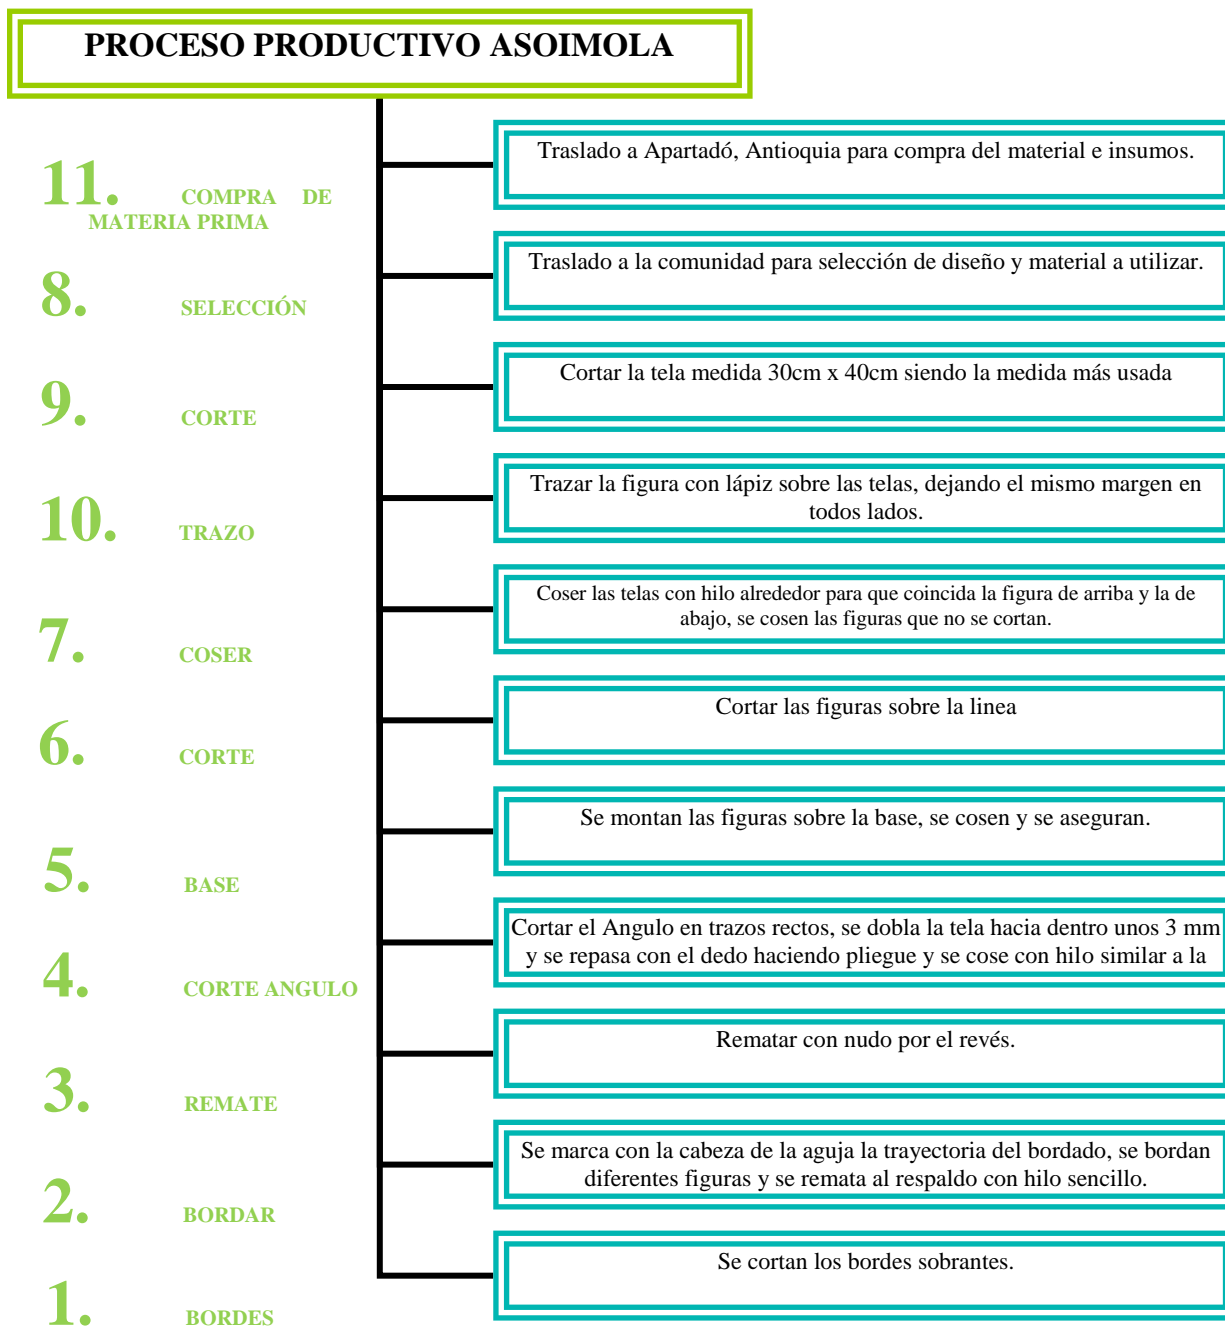 PROCESO PRODUCTIVO ASOIMOLA
11. COMPRA DE
MATERIA PRIMA
Traslado a Apartadó, Antioquia para compra del material e insumos.
8. SELECCIÓN
Traslado a la comunidad para selección de diseño y material a utilizar.
9. CORTE
Cortar la tela medida 30cm x 40cm siendo la medida más usada
10. TRAZO
Trazar la figura con lápiz sobre las telas, dejando el mismo margen en
todos lados.
7. COSER
Coser las telas con hilo alrededor para que coincida la figura de arriba y la de
abajo, se cosen las figuras que no se cortan.
6. CORTE
Cortar las figuras sobre la linea
5. BASE
Se montan las figuras sobre la base, se cosen y se aseguran.
4. CORTE ANGULO
Cortar el Angulo en trazos rectos, se dobla la tela hacia dentro unos 3 mm
y se repasa con el dedo haciendo pliegue y se cose con hilo similar a la
3. REMATE
Rematar con nudo por el revés.
2. BORDAR
Se marca con la cabeza de la aguja la trayectoria del bordado, se bordan
diferentes figuras y se remata al respaldo con hilo sencillo.
1. BORDES
Se cortan los bordes sobrantes.